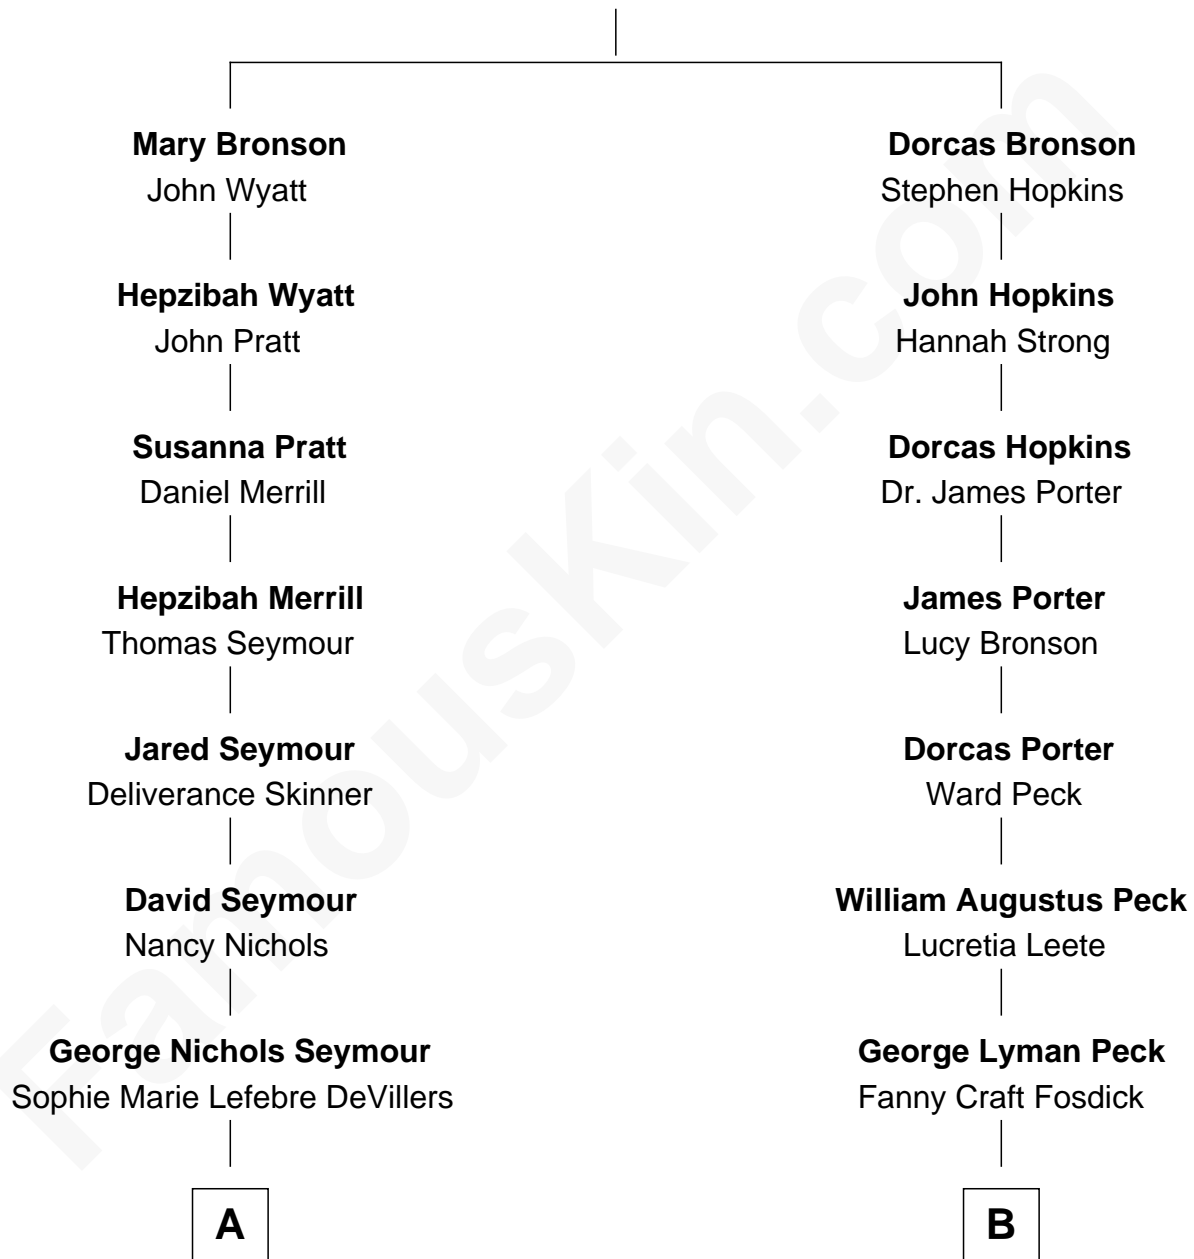 Mary Bronson
John Wyatt
Hepzibah Wyatt
John Pratt
Susanna Pratt
Daniel Merrill
Hepzibah Merrill
Thomas Seymour
Jared Seymour
Deliverance Skinner
David Seymour
Nancy Nichols
George Nichols Seymour
Sophie Marie Lefebre DeVillers
A
Dorcas Bronson
Stephen Hopkins
John Hopkins
Hannah Strong
Dorcas Hopkins
Dr. James Porter
James Porter
Lucy Bronson
Dorcas Porter
Ward Peck
William Augustus Peck
Lucretia Leete
George Lyman Peck
Fanny Craft Fosdick
B
FamousKin.com